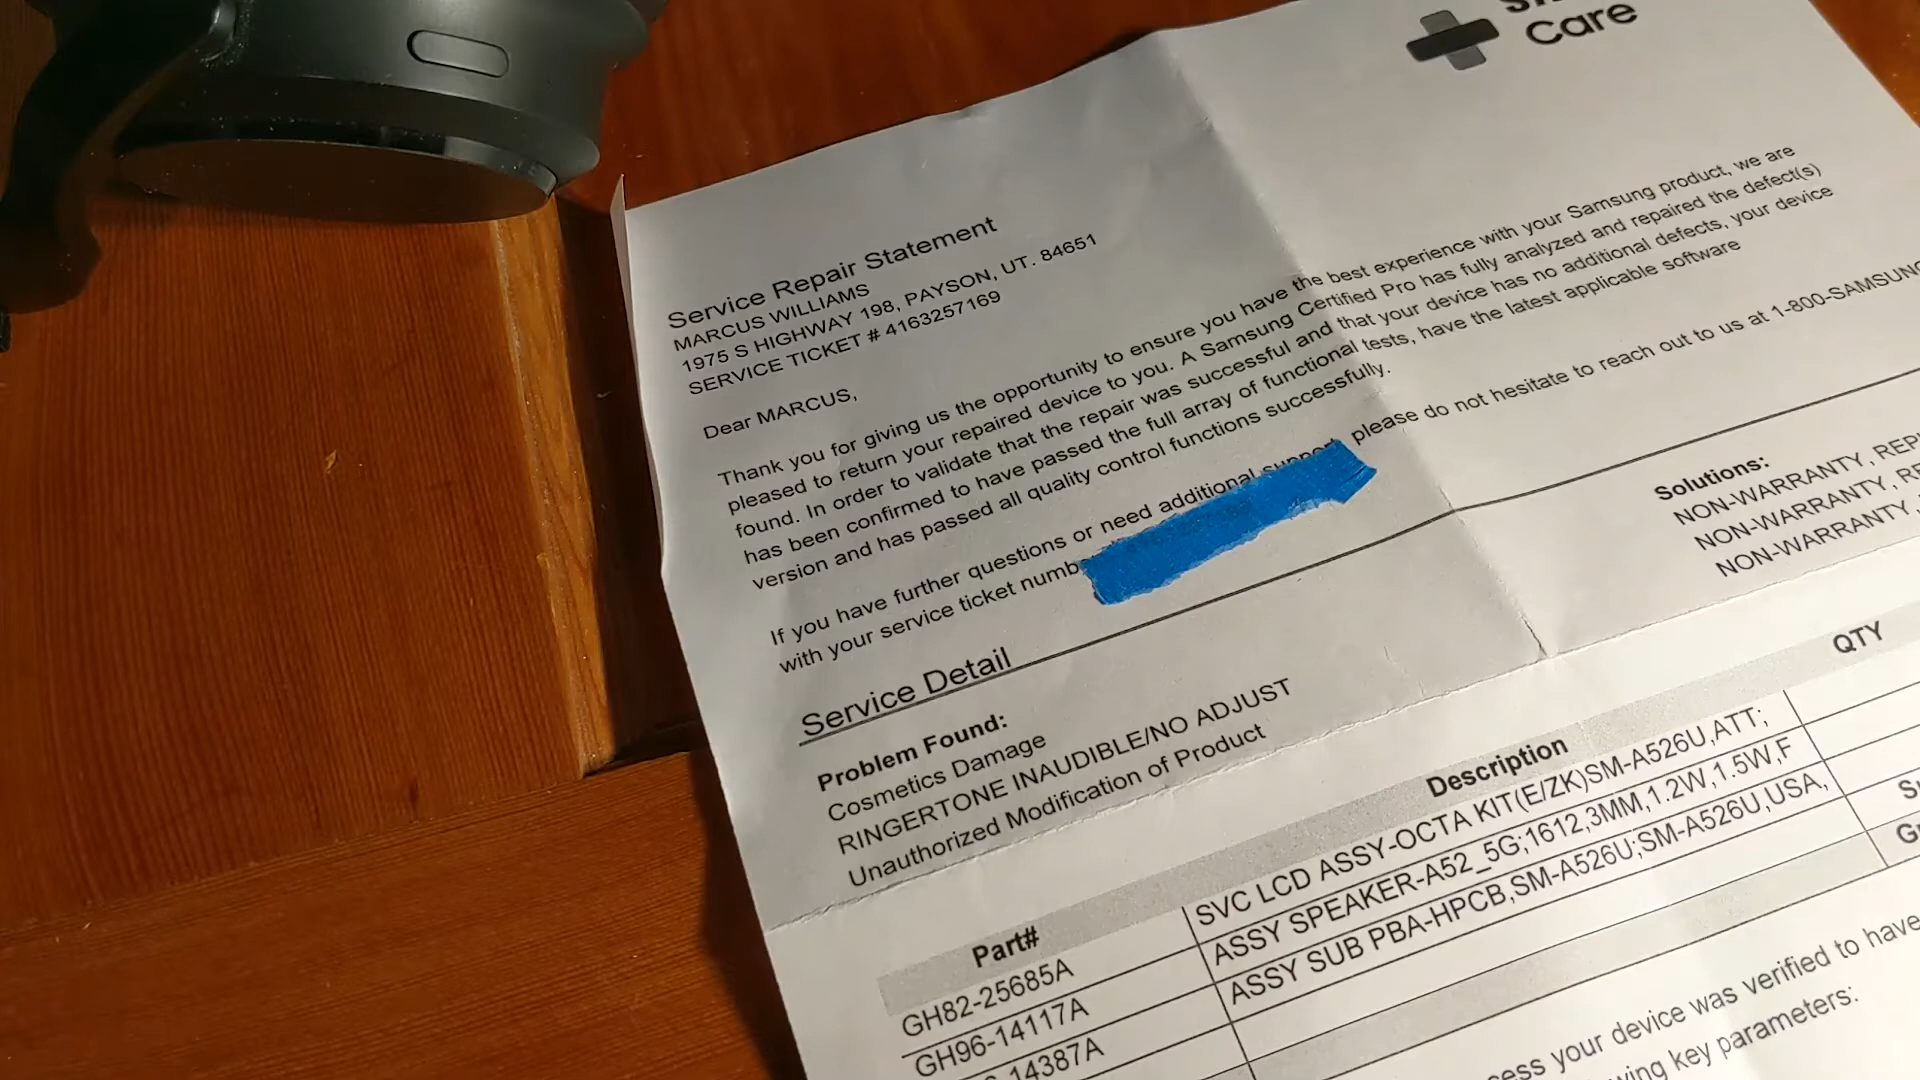 Care
Service Repair Statement
MARCUS WILLIAMS
1975 S HIGHWAY 198, PAYSON, UT. 84651
SERVICE TICKET # 4163257169
Dear MARCUS,
Thank you for giving us the opportunity to ensure you have the best experience with your Samsung product, we are
pleased to return your repaired device to you. A Samsung Certified Pro has fully analyzed and repaired the defect(s)
found. In order to validate that the repair was successful and that your device has no additional defects, your device
has been confirmed to have passed the full array of functional tests, have the latest applicable software
version and has passed all quality control functions successfully.
If you have further questions or need additional support, please do not hesitate to reach out to us at 1-800-SAMSUNG
with your service ticket
Service Detail
Problem Found:
Cosmetics Damage
RINGERTONE INAUDIBLE/NO ADJUST
Unauthorized Modification of Product
Solutions:
NON-WARRANTY,
NON-WARRANTY,
NON-WARRANTY,
Part# Description QTY
GH82-25685A SVC LCD ASSY-OCTA KIT(E/ZK)SM-A526U,ATT;
GH96-14117A ASSY SPEAKER-A52_5G;1612,3MM,1.2W,1.5W,F
14387A ASSY SUB PBA-HPCB,SM-A526U;SM-A526U,USA,
your device was verified to have
key parameters: